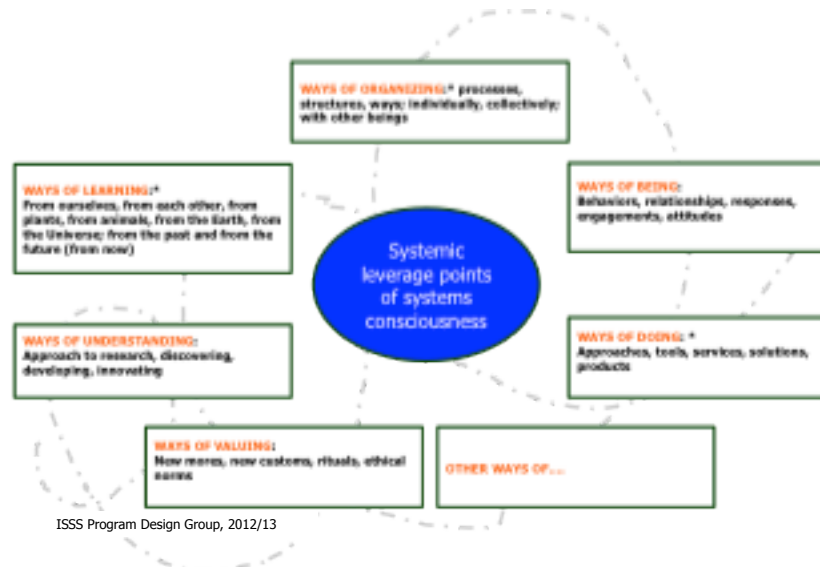 WAYS OF ORGANIZING:* processes,
structures, ways; individually, collectively;
with other beings
WAYS OF LEARNING:*
From ourselves, from each other, from
plants, from animals, from the Earth, from
the Universe; from the past and from the
future (from now)
WAYS OF BEING:
Behaviors, relationships, responses,
engagements, attitudes
Systemic
leverage points
of systems
consciousness
WAYS OF UNDERSTANDING:
Approach to research, discovering,
developing, innovating
WAYS OF DOING: *
Approaches, tools, services, solutions,
products
WAYS OF VALUING:
New mores, new customs, rituals, ethical
norms
OTHER WAYS OF....
ISSS Program Design Group, 2012/13